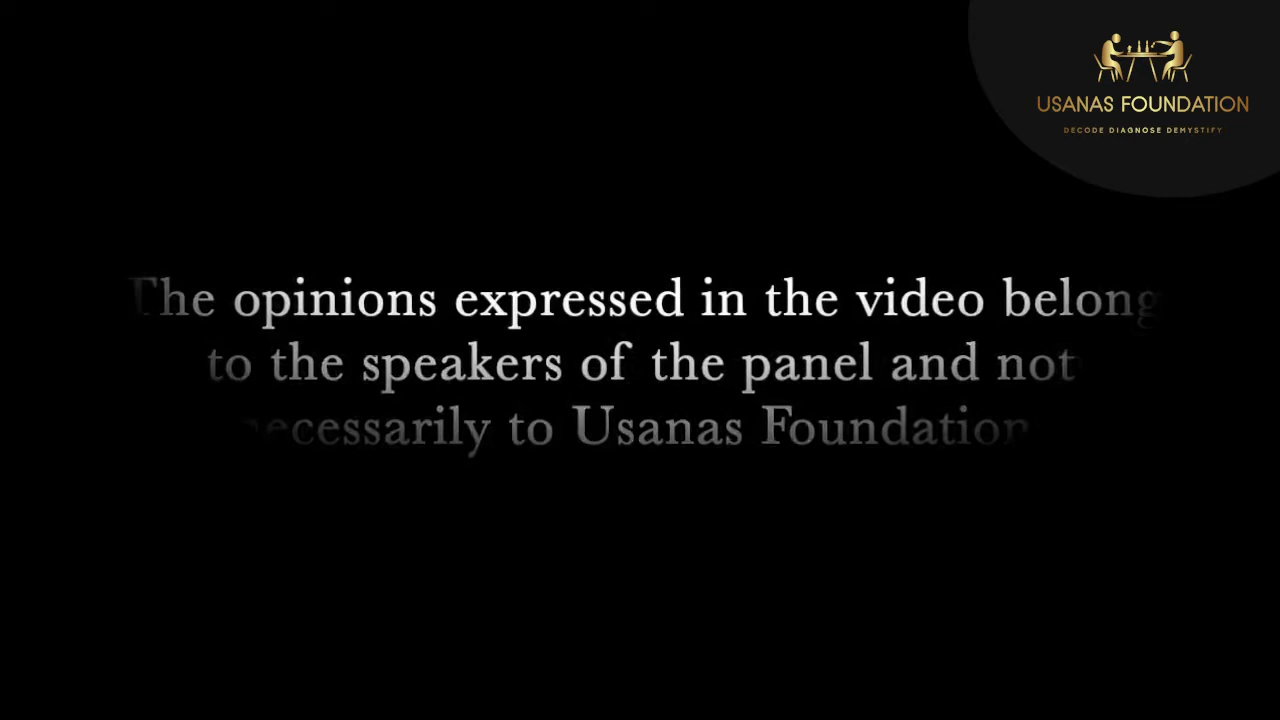 USANAS FOUNDATION
DECODE DIAGNOSE DEMYSTIFY
The opinions expressed in the video belong
to the speakers of the panel and not
necessarily to Usanas Foundation